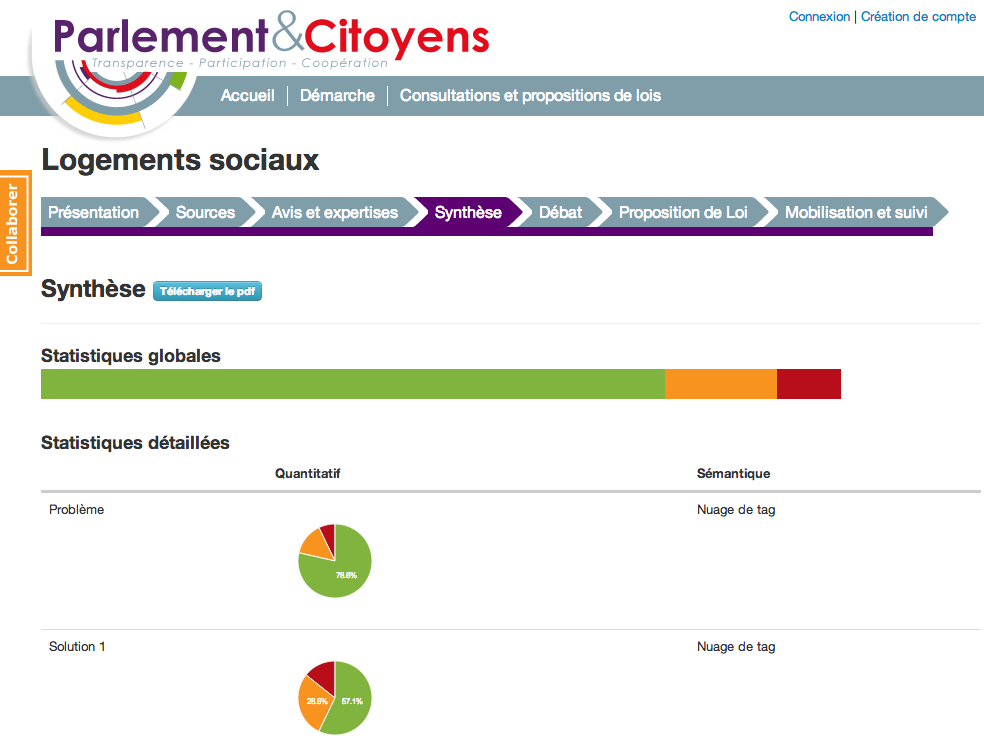 Connexion | Création de compte
Parlement&Citoyens
Transparence - Participation - Coopération
Accueil | Démarche | Consultations et propositions de lois
Logements sociaux
Collaborer
Présentation Sources Avis et expertises Synthèse Débat Proposition de Loi Mobilisation et suivi
Synthèse Télécharger le pdf
Statistiques globales
Statistiques détaillées
Quantitatif Sémantique
Problème Nuage de tag
78.6%
Solution 1 Nuage de tag
28.6% 57.1%